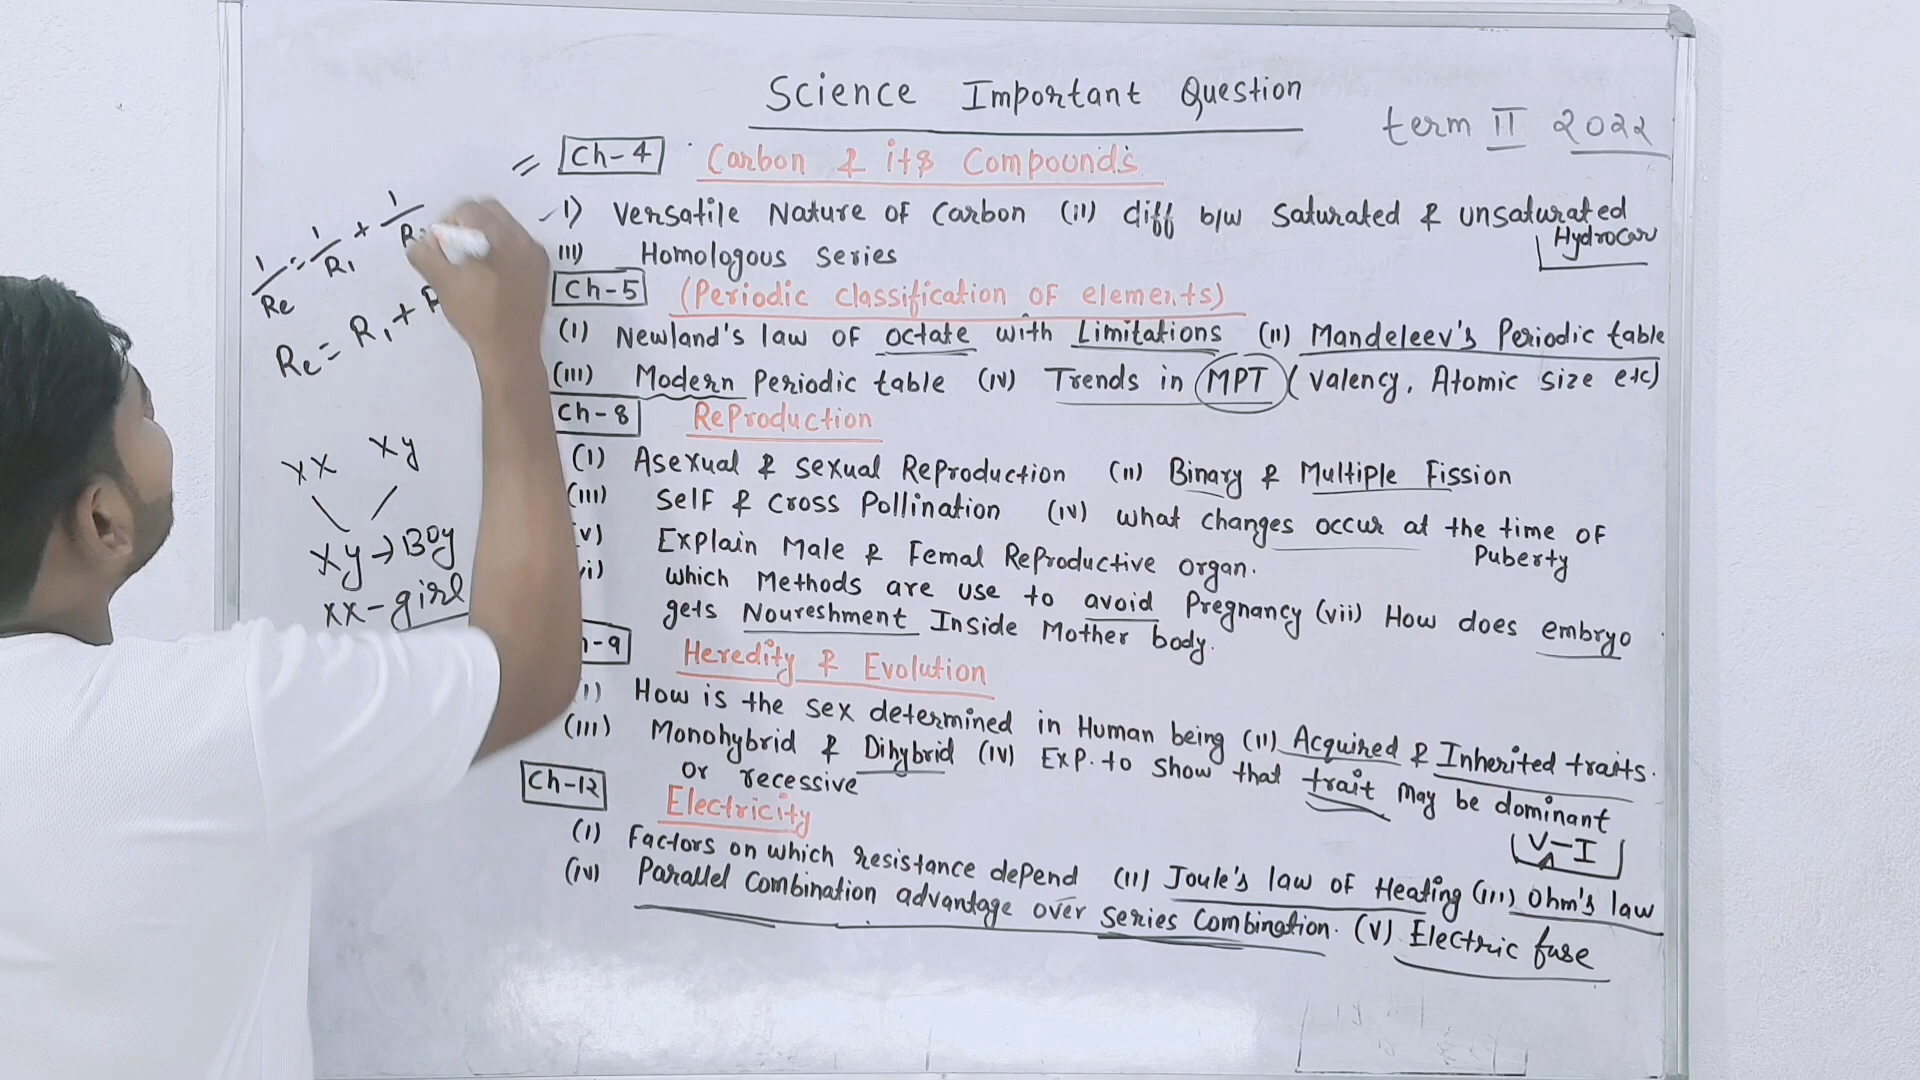 Science Important Question
term II 2022
Ch-4 Carbon & its Compounds
1) Versatile Nature of Carbon (ii) diff b/w Saturated & unsaturated
Hydrocar
III) Homologous Series
Ch-5 (Periodic classification of elements)
(1) Newland's law of octate with Limitations (II) Mandeleev's Periodic table
(III) Modern Periodic table (IV) Trends in MPT (Valency, Atomic size etc)
Ch-8 Reproduction
(1) Asexual & Sexual Reproduction (II) Binary & Multiple Fission
(III) Self & Cross Pollination (IV) what changes occur at the time of
Puberty
v) Explain Male & Femal Reproductive organ.
i) which Methods are use to avoid Pregnancy (vii) How does embryo
gets Noureshment Inside Mother body.
-9 Heredity & Evolution
1) How is the sex determined in Human being (II) Acquired & Inherited traits.
(III) Monohybrid & Dihybrid (IV) Exp. to show that trait may be dominant
or recessive
Ch-12 Electricity
V-I
(1) Factors on which resistance depend (II) Joule's law of Heating (III) Ohm's law
(IV) Parallel Combination advantage over Series Combination. (V) Electric fuse
1/Re = 1/R1 + 1/R
Re = R1 +
XX Xy
Xy → Boy
XX - girl